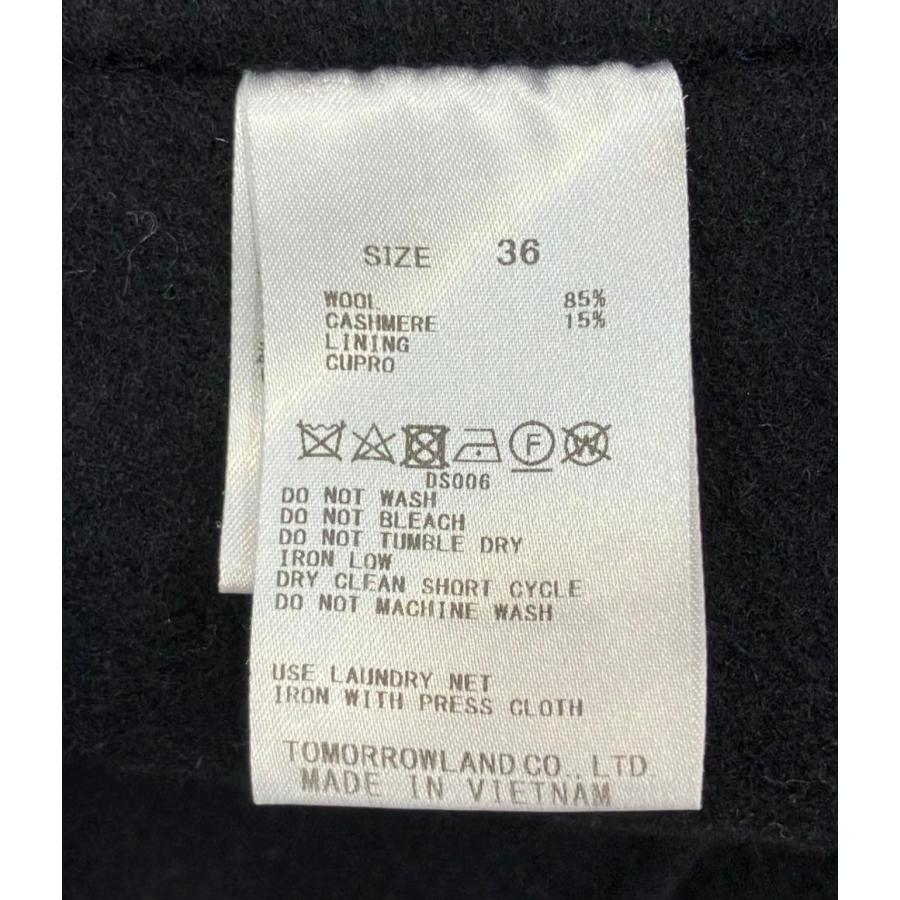 SIZE 36
WOOL 85%
CASHMERE 15%
LINING
CUPRO
F W
DS006
DO NOT WASH
DO NOT BLEACH
DO NOT TUMBLE DRY
IRON LOW
DRY CLEAN SHORT CYCLE
DO NOT MACHINE WASH
USE LAUNDRY NET
IRON WITH PRESS CLOTH
TOMORROWLAND CO., LTD.
MADE IN VIETNAM